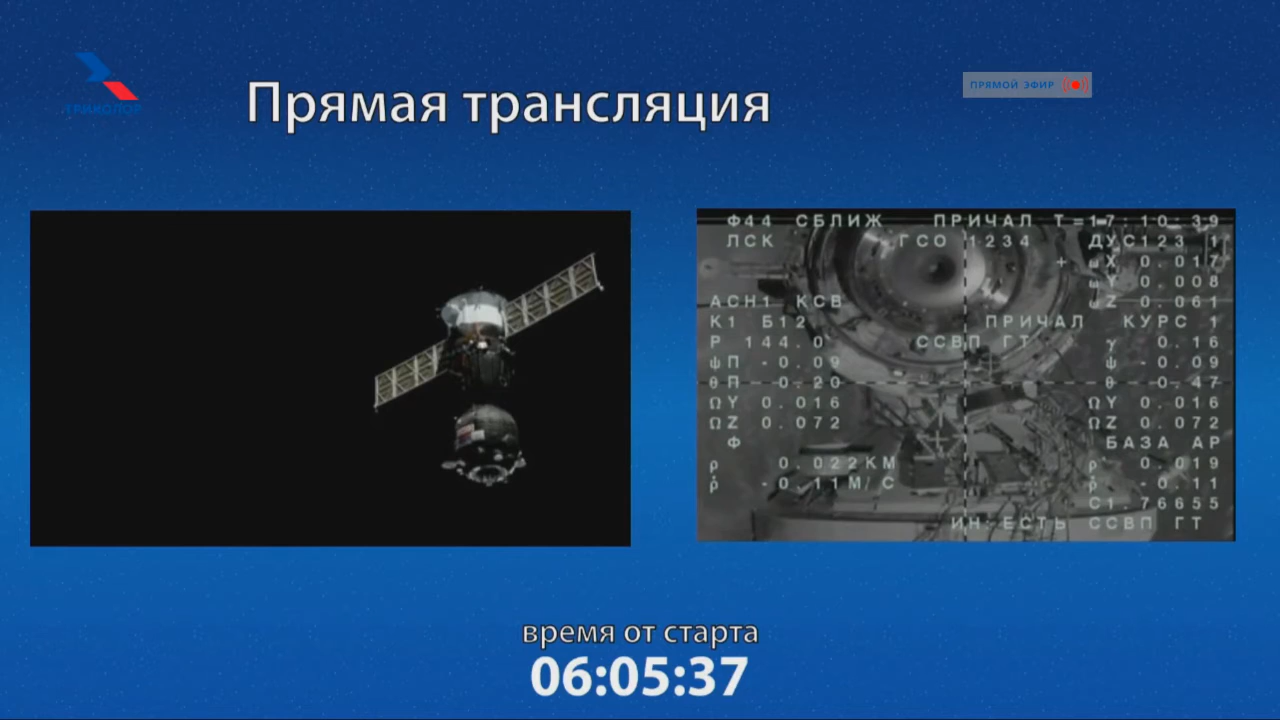 ТРИКОЛОР
Прямая трансляция
ПРЯМОЙ ЭФИР
Ф44 СБЛИЖ ПРИЧАЛ Т=17:10:39
ЛСК ГСО 1234 ДУС123 1
+ ωX 0.017
ωY 0.008
АСН1 КСВ ωZ 0.061
К1 Б12 ПРИЧАЛ КУРС 1
Р 144.0 ССВП ГТ γ 0.16
ψП -0.09 ψ -0.09
θП 0.20 θ 0.47
ΩY 0.016 ΩY 0.016
ΩZ 0.072 ΩZ 0.072
Ф БАЗА АР
ρ 0.022КМ ρ 0.019
ρ̇ -0.11М/С ρ̇ -0.11
С1.76655
ИН ЕСТЬ ССВП ГТ
время от старта
06:05:37